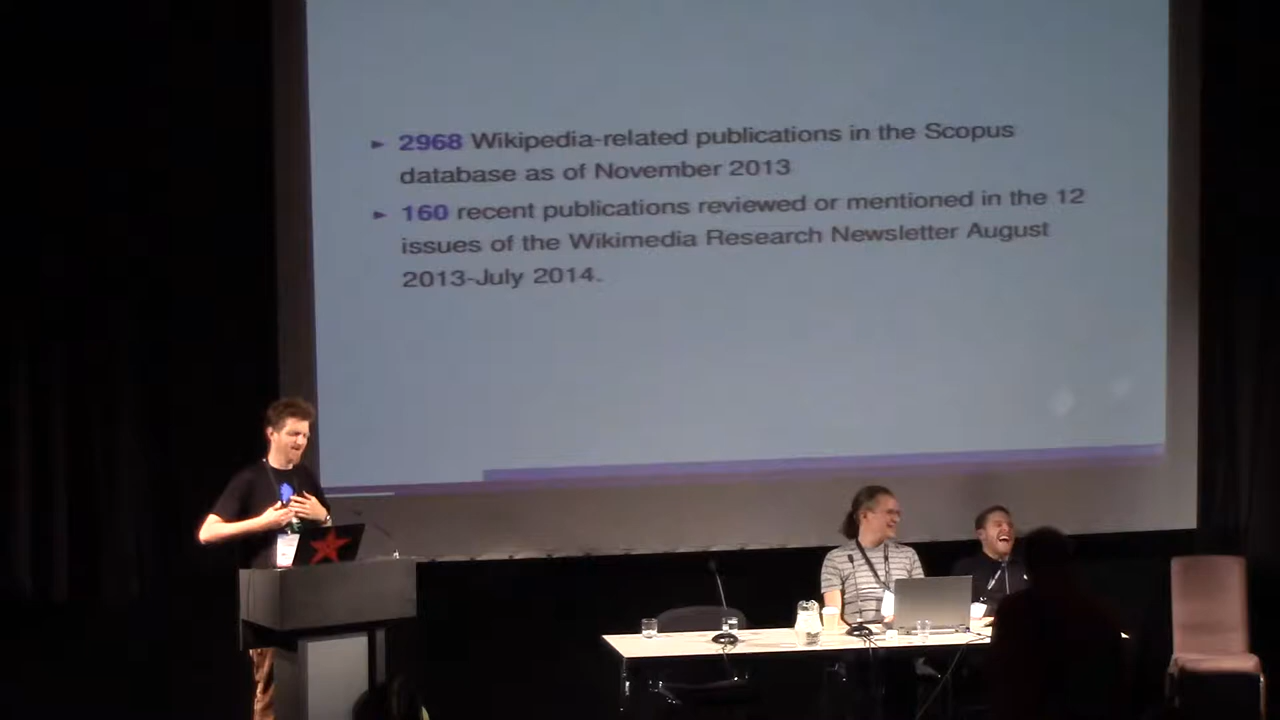 ► 2968 Wikipedia-related publications in the Scopus
database as of November 2013
► 160 recent publications reviewed or mentioned in the 12
issues of the Wikimedia Research Newsletter August
2013-July 2014.